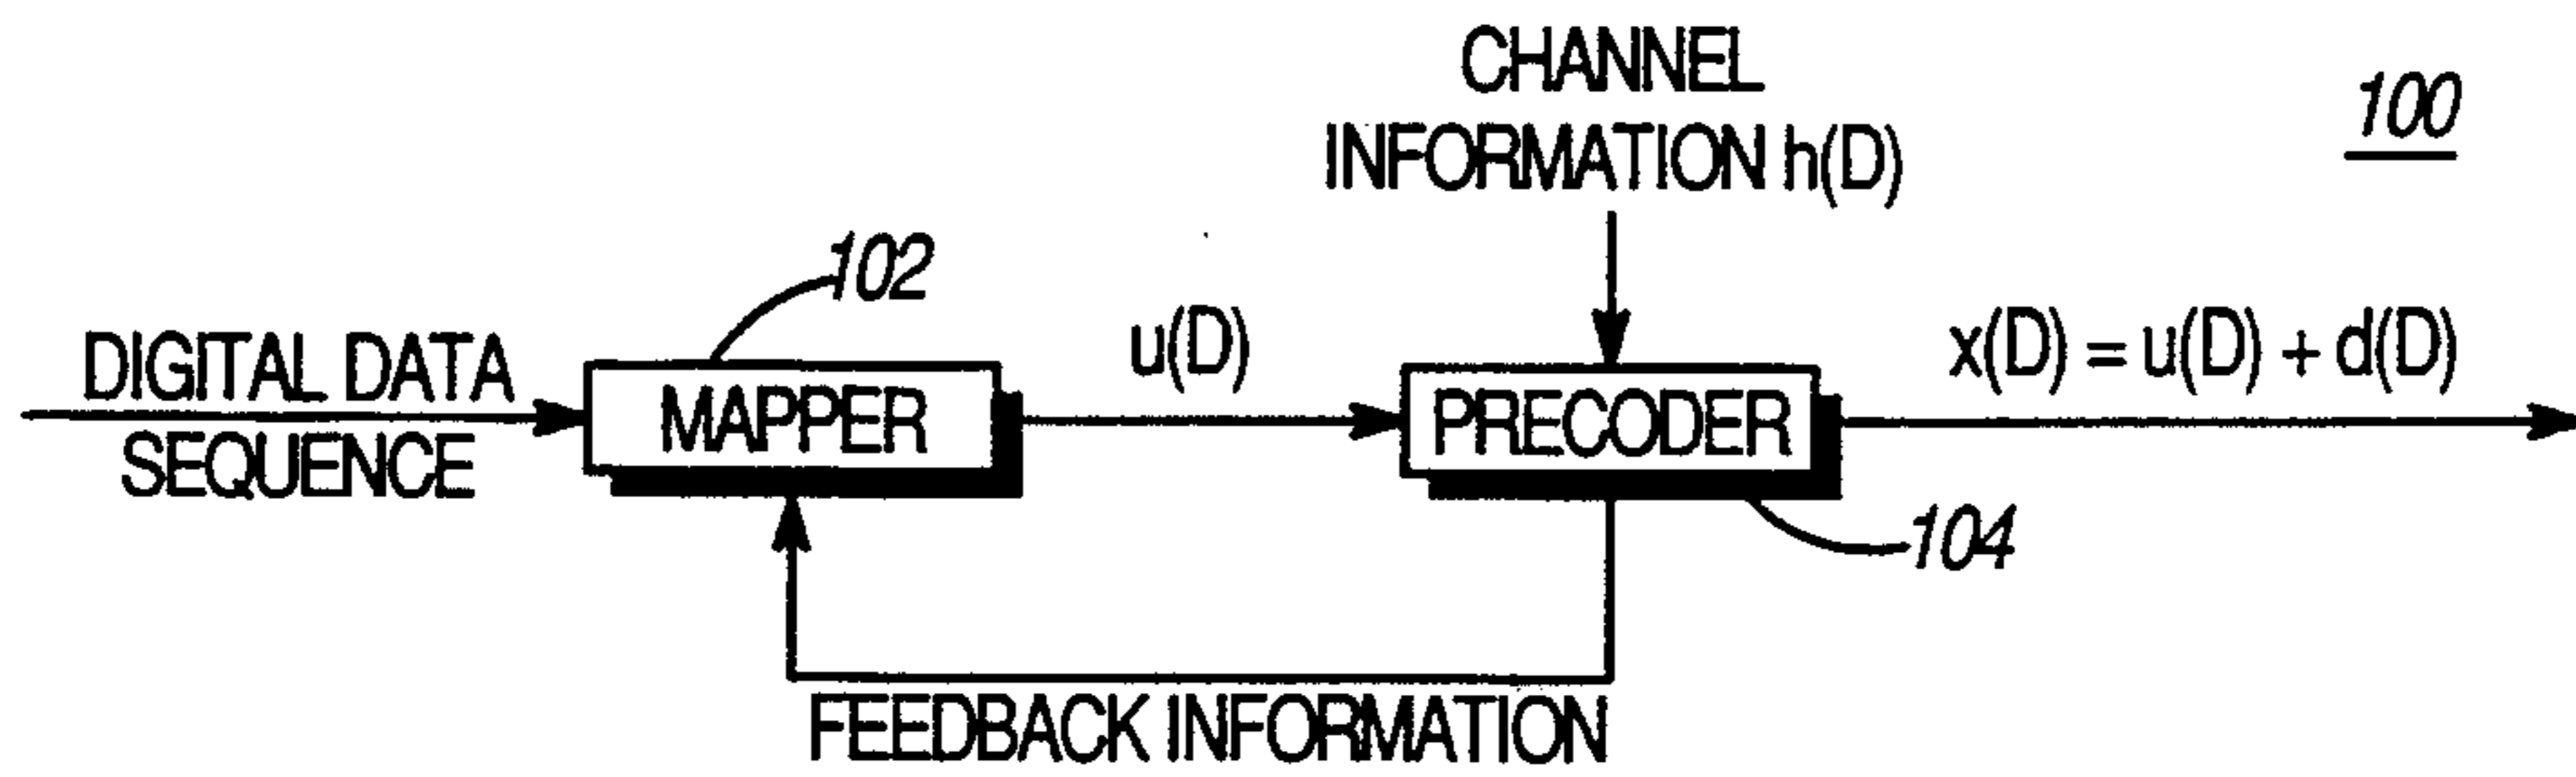 CHANNEL
INFORMATION h(D)
100
102
DIGITAL DATA
SEQUENCE
MAPPER
u(D)
PRECODER
x(D) = u(D) + d(D)
104
FEEDBACK INFORMATION